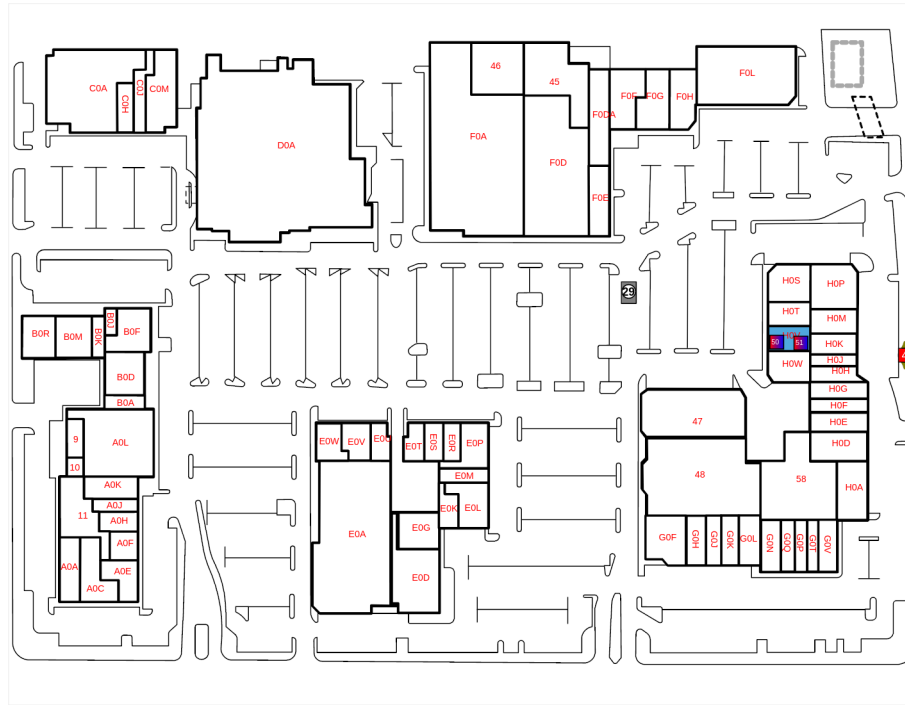 C0A
C0H
C0J
C0M
D0A
46
45
F0A
F0D
F0DA
F0E
F0F
F0G
F0H
F0L
29
H0S
H0P
H0T
H0M
50
51
H0K
H0W
H0J
H0H
H0G
H0F
H0E
H0D
H0A
B0R
B0M
B0K
B0J
B0F
B0D
B0A
9
A0L
10
A0K
11
A0J
A0H
A0F
A0A
A0E
A0C
E0W
E0V
E0T
E0S
E0R
E0P
E0M
E0K
E0L
E0A
E0G
E0D
47
48
58
G0F
G0H
G0J
G0K
G0L
G0N
G0Q
G0P
G0T
G0V